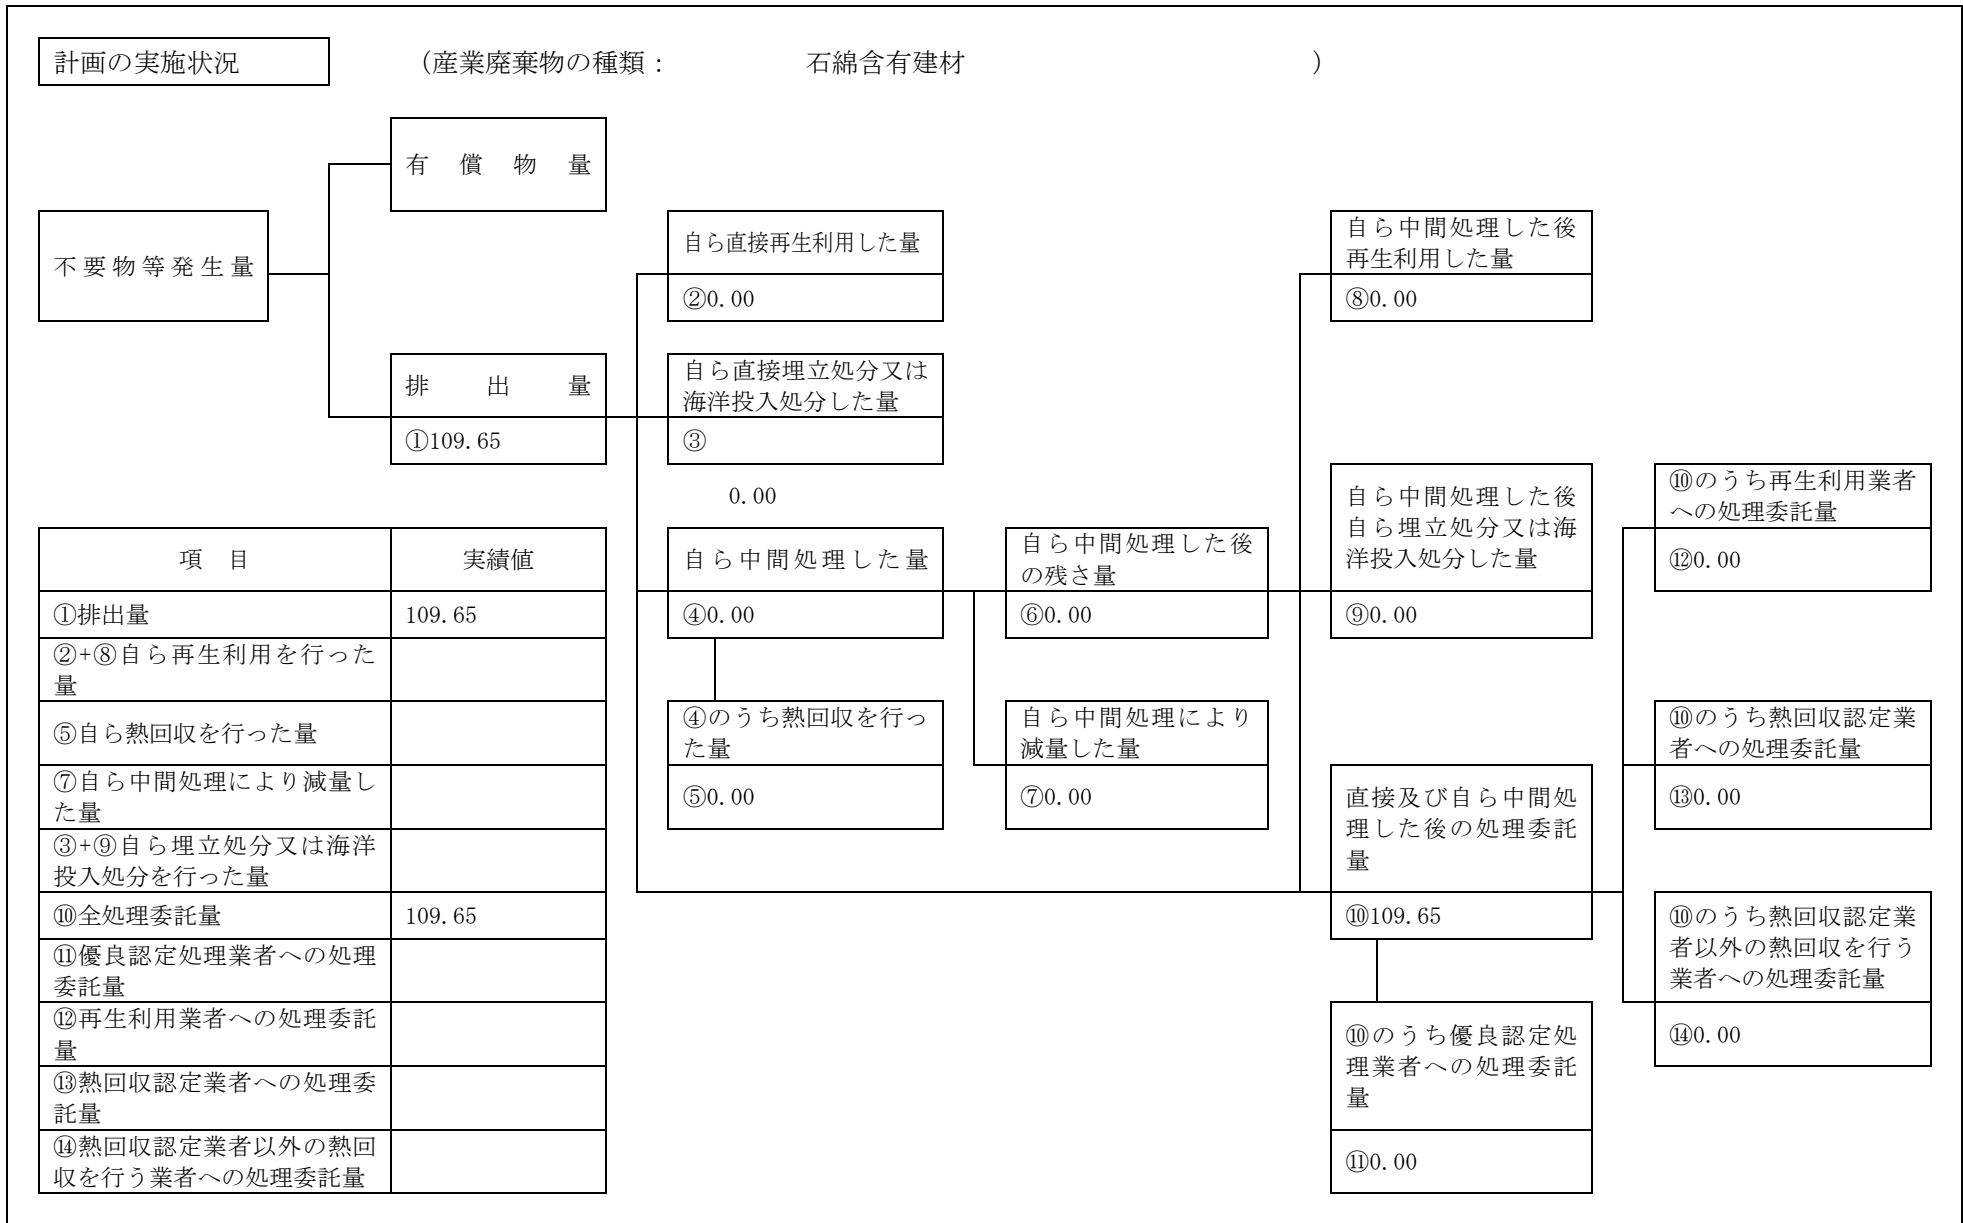 計画の実施状況 （産業廃棄物の種類： 石綿含有建材 ）
有償物量
不要物等発生量
排出量
①109.65
自ら直接再生利用した量
②0.00
自ら直接埋立処分又は
海洋投入処分した量
③
0.00
自ら中間処理した量
④0.00
④のうち熱回収を行っ
た量
⑤0.00
自ら中間処理した後
の残さ量
⑥0.00
自ら中間処理により
減量した量
⑦0.00
自ら中間処理した後
再生利用した量
⑧0.00
自ら中間処理した後
自ら埋立処分又は海
洋投入処分した量
⑨0.00
直接及び自ら中間処
理した後の処理委託
量
⑩109.65
⑩のうち優良認定処
理業者への処理委託
量
⑪0.00
⑩のうち再生利用業者
への処理委託量
⑫0.00
⑩のうち熱回収認定業
者への処理委託量
⑬0.00
⑩のうち熱回収認定業
者以外の熱回収を行う
業者への処理委託量
⑭0.00
項 目 実績値
①排出量 109.65
②+⑧自ら再生利用を行った
量
⑤自ら熱回収を行った量
⑦自ら中間処理により減量し
た量
③+⑨自ら埋立処分又は海洋
投入処分を行った量
⑩全処理委託量 109.65
⑪優良認定処理業者への処理
委託量
⑫再生利用業者への処理委託
量
⑬熱回収認定業者への処理委
託量
⑭熱回収認定業者以外の熱回
収を行う業者への処理委託量